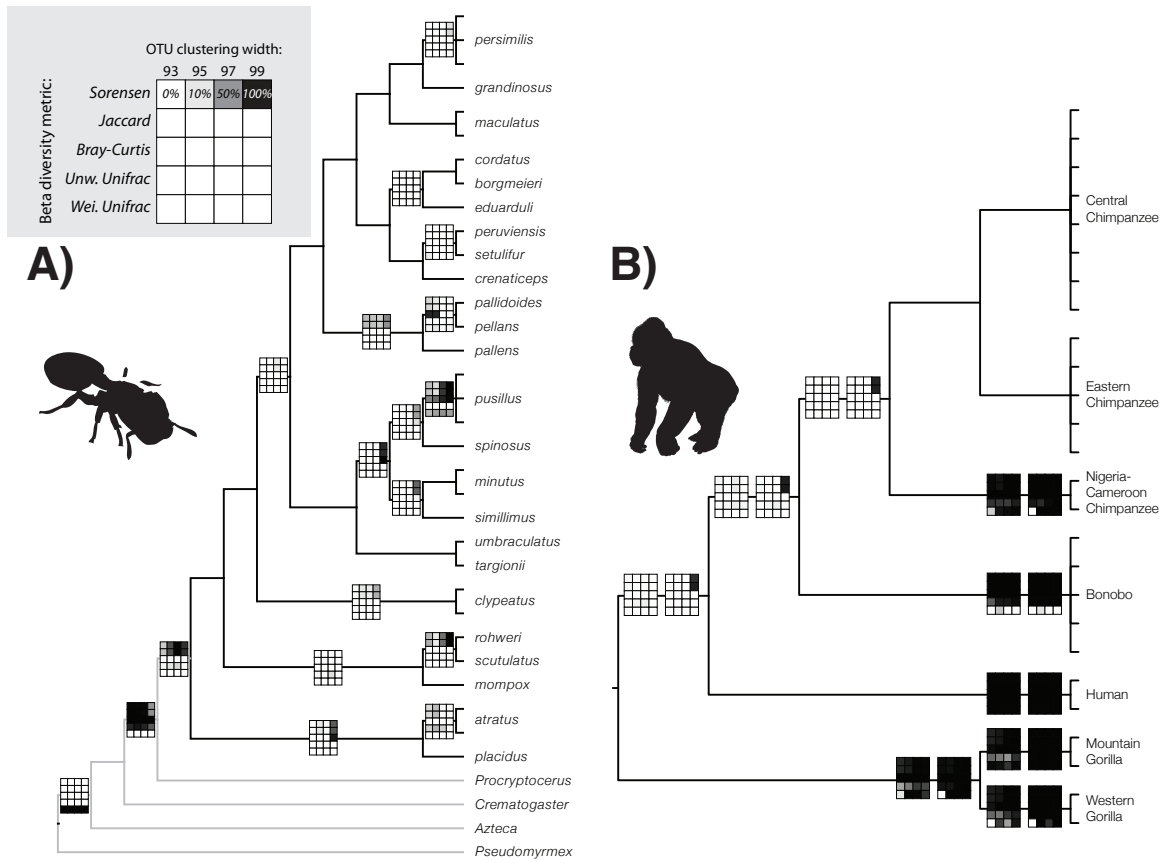 OTU clustering width:
93 95 97 99
Beta diversity metric:
Sorensen 0% 10% 50% 100%
Jaccard
Bray-Curtis
Unw. Unifrac
Wei. Unifrac
A)
persimilis
grandinosus
maculatus
cordatus
borgmeieri
eduarduli
peruviensis
setulifur
crenaticeps
pallidoides
pellans
pallens
pusillus
spinosus
minutus
simillimus
umbraculatus
targionii
clypeatus
rohweri
scutulatus
mompox
atratus
placidus
Procryptocerus
Crematogaster
Azteca
Pseudomyrmex
B)
Central
Chimpanzee
Eastern
Chimpanzee
Nigeria-
Cameroon
Chimpanzee
Bonobo
Human
Mountain
Gorilla
Western
Gorilla